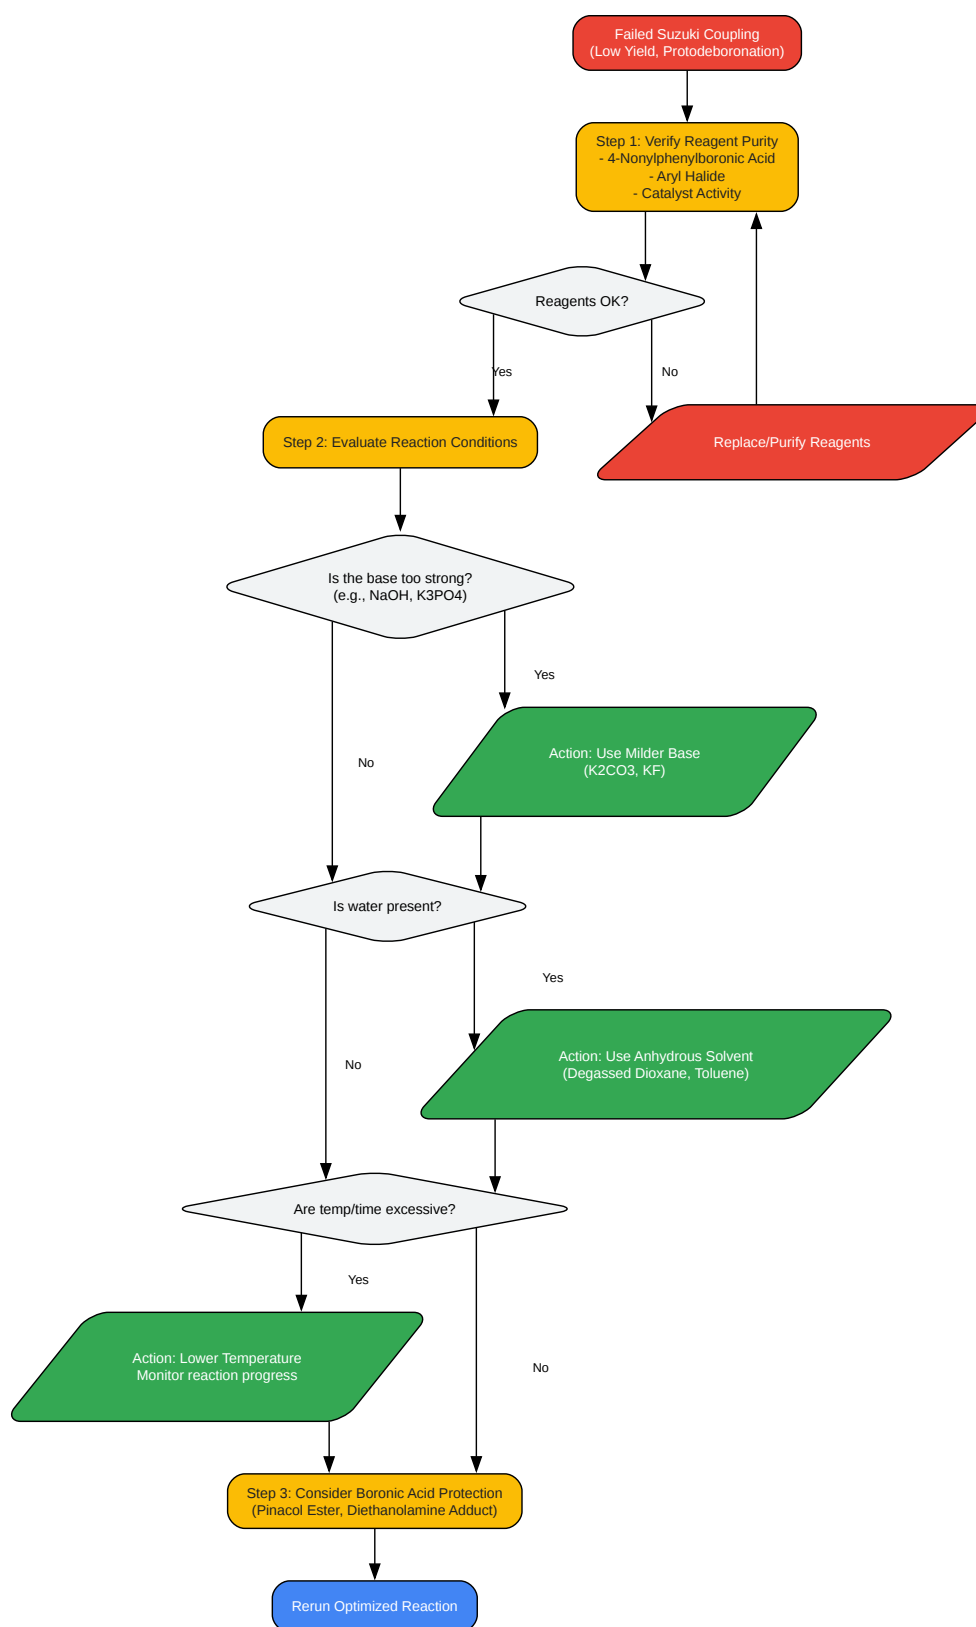 Failed Suzuki Coupling
(Low Yield, Protodeboronation)
Step 1: Verify Reagent Purity
- 4-Nonylphenylboronic Acid
- Aryl Halide
- Catalyst Activity
Reagents OK?
Yes
No
Step 2: Evaluate Reaction Conditions
Replace/Purify Reagents
Is the base too strong?
(e.g., NaOH, K3PO4)
Yes
Action: Use Milder Base
(K2CO3, KF)
No
Is water present?
Yes
Action: Use Anhydrous Solvent
(Degassed Dioxane, Toluene)
No
Are temp/time excessive?
Yes
Action: Lower Temperature
Monitor reaction progress
No
Step 3: Consider Boronic Acid Protection
(Pinacol Ester, Diethanolamine Adduct)
Rerun Optimized Reaction